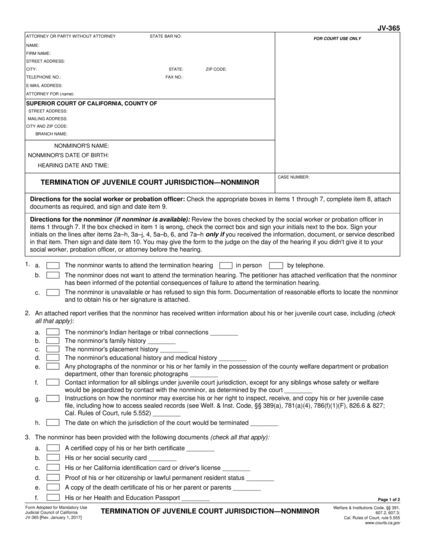 JV-365
ATTORNEY OR PARTY WITHOUT ATTORNEY STATE BAR NO:
FOR COURT USE ONLY
NAME:
FIRM NAME:
STREET ADDRESS:
CITY: STATE: ZIP CODE:
TELEPHONE NO.: FAX NO.:
E-MAIL ADDRESS:
ATTORNEY FOR (name):
SUPERIOR COURT OF CALIFORNIA, COUNTY OF
STREET ADDRESS:
MAILING ADDRESS:
CITY AND ZIP CODE:
BRANCH NAME:
NONMINOR'S NAME:
NONMINOR'S DATE OF BIRTH:
HEARING DATE AND TIME:
TERMINATION OF JUVENILE COURT JURISDICTION—NONMINOR
CASE NUMBER:
Directions for the social worker or probation officer: Check the appropriate boxes in items 1 through 7, complete item 8, attach
documents as required, and sign and date item 9.
Directions for the nonminor (if nonminor is available): Review the boxes checked by the social worker or probation officer in
items 1 through 7. If the box checked in item 1 is wrong, check the correct box and sign your initials next to the box. Sign your
initials on the lines after items 2a–h, 3a–j, 4, 5a–b, 6, and 7a–h only if you received the information, document, or service described
in that item. Then sign and date item 10. You may give the form to the judge on the day of the hearing if you didn't give it to your
social worker, probation officer, or attorney before the hearing.
1. a. The nonminor wants to attend the termination hearing in person by telephone.
b. The nonminor does not want to attend the termination hearing. The petitioner has attached verification that the nonminor
has been informed of the potential consequences of failure to attend the termination hearing.
c. The nonminor is unavailable or has refused to sign this form. Documentation of reasonable efforts to locate the nonminor
and to obtain his or her signature is attached.
2. An attached report verifies that the nonminor has received written information about his or her juvenile court case, including (check
all that apply):
a. The nonminor's Indian heritage or tribal connections ________
b. The nonminor's family history ________
c. The nonminor's placement history ________
d. The nonminor's educational history and medical history ________
e. Any photographs of the nonminor or his or her family in the possession of the county welfare department or probation
department, other than forensic photographs ________
f. Contact information for all siblings under juvenile court jurisdiction, except for any siblings whose safety or welfare
would be jeopardized by contact with the nonminor, as determined by the court ________
g. Instructions on how the nonminor may exercise his or her right to inspect, receive, and copy his or her juvenile case
file, including how to access sealed records (see Welf. & Inst. Code, §§ 389(a), 781(a)(4), 786(f)(1)(F), 826.6 & 827;
Cal. Rules of Court, rule 5.552) ________
h. The date on which the jurisdiction of the court would be terminated ________
3. The nonminor has been provided with the following documents (check all that apply):
a. A certified copy of his or her birth certificate ________
b. His or her social security card ________
c. His or her California identification card or driver's license ________
d. Proof of his or her citizenship or lawful permanent resident status ________
e. A copy of the death certificate of his or her parent or parents ________
f. His or her Health and Education Passport ________
Page 1 of 2
Form Adopted for Mandatory Use
Judicial Council of California
JV-365 [Rev. January 1, 2017]
TERMINATION OF JUVENILE COURT JURISDICTION—NONMINOR
Welfare & Institutions Code, §§ 391,
607.2, 607.3;
Cal. Rules of Court, rule 5.555
www.courts.ca.gov